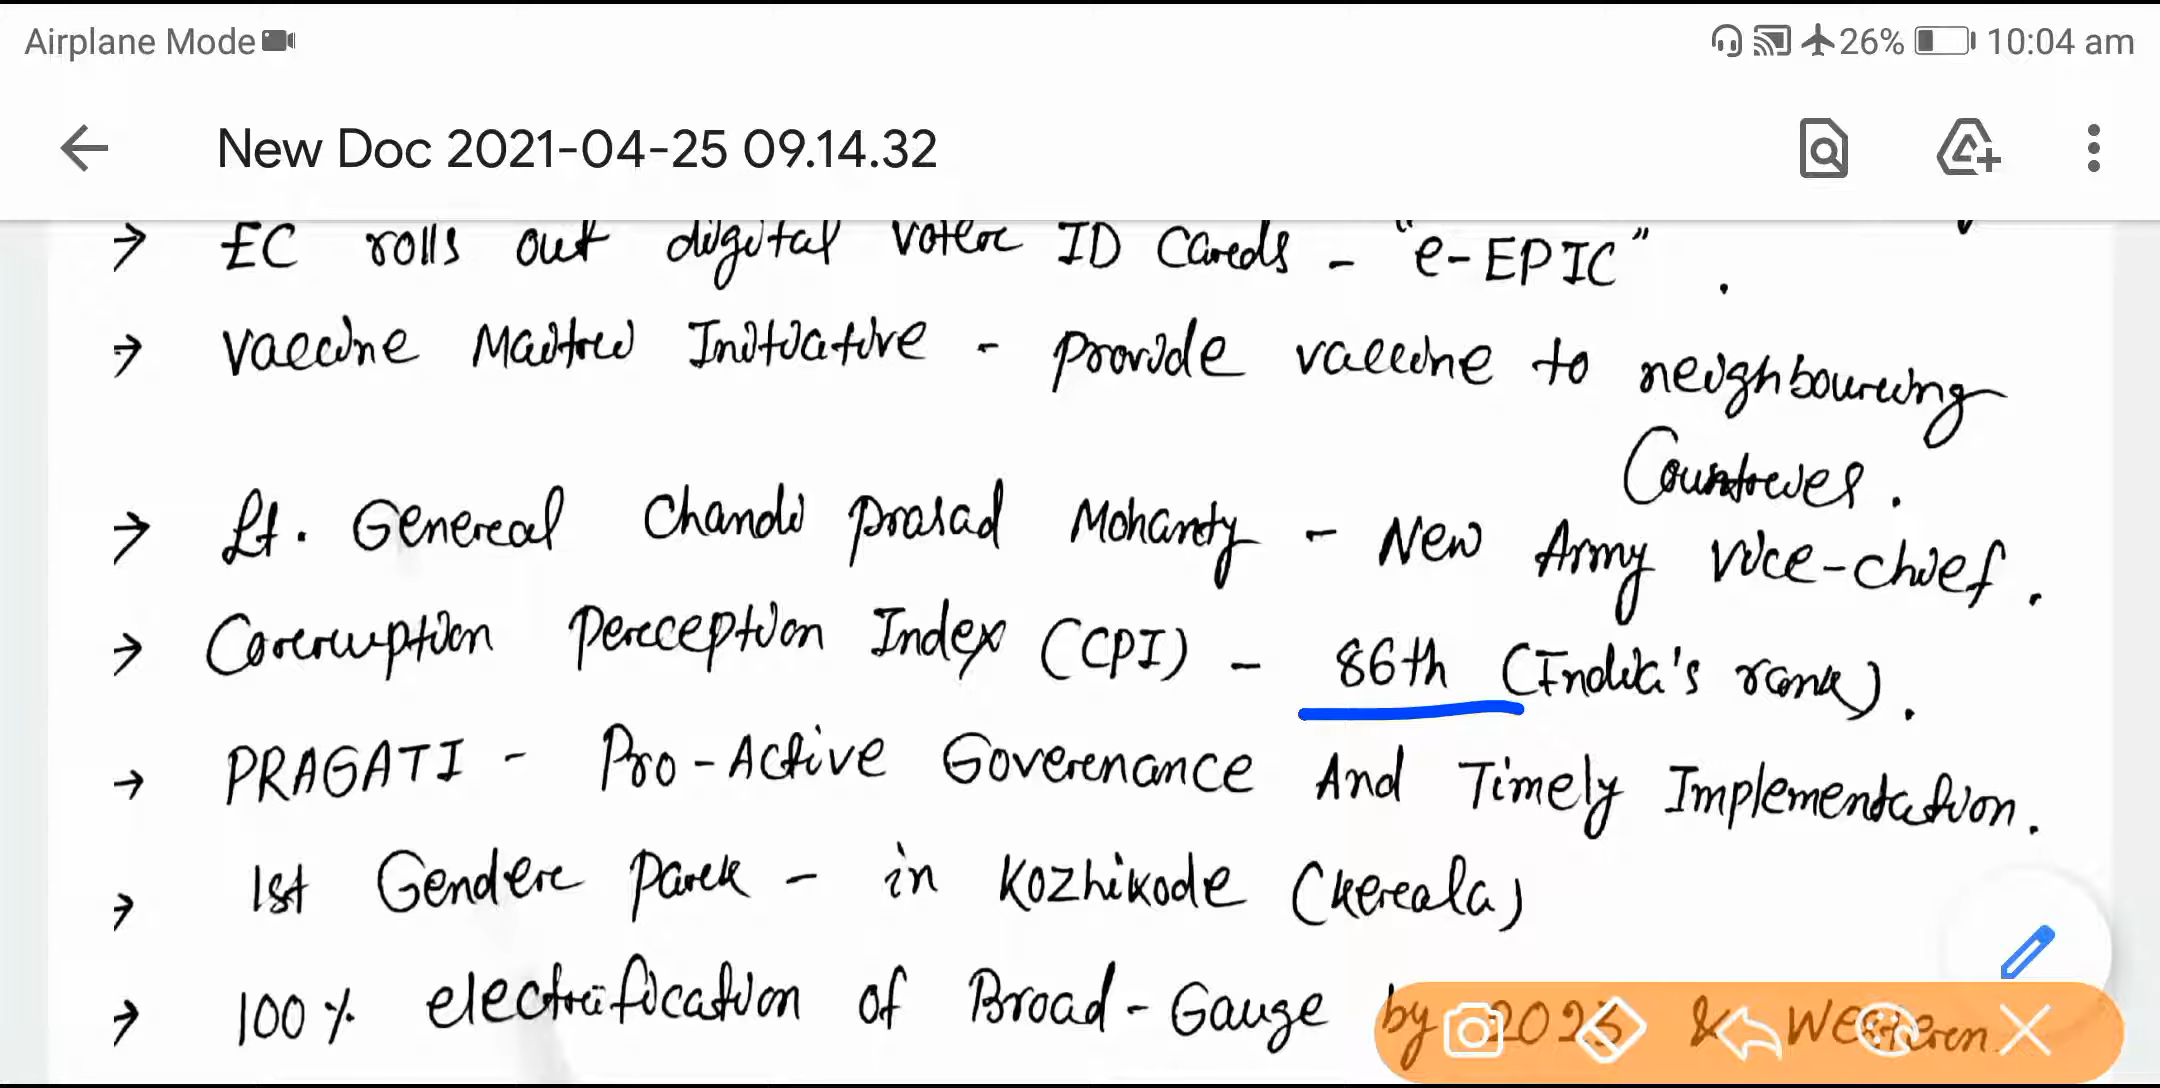 Airplane Mode 26% 10:04 am
New Doc 2021-04-25 09.14.32
→ EC rolls out digital voter ID Cards - "e-EPIC".
→ Vaccine Maitri Initiative - provide vaccine to neighbouring
Countries.
→ Lt. General Chandi prasad Mohanty - New Army vice-chief.
→ Corruption Perception Index (CPI) - 86th (India's rank).
→ PRAGATI - Pro-Active Governance And Timely Implementation.
→ 1st Gender Park - in Kozhikode (Kerala)
→ 100% electrification of Broad-Gauge by 2023 & Western